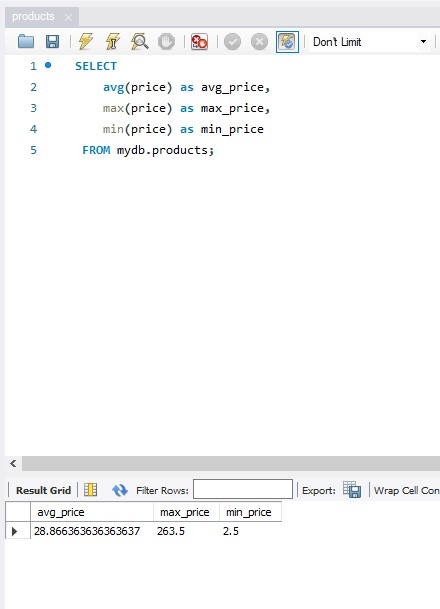 products ×
Don't Limit
1 SELECT
2 avg(price) as avg_price,
3 max(price) as max_price,
4 min(price) as min_price
5 FROM mydb.products;
Result Grid Filter Rows: Export: Wrap Cell Con
avg_price max_price min_price
28.866363636363637 263.5 2.5